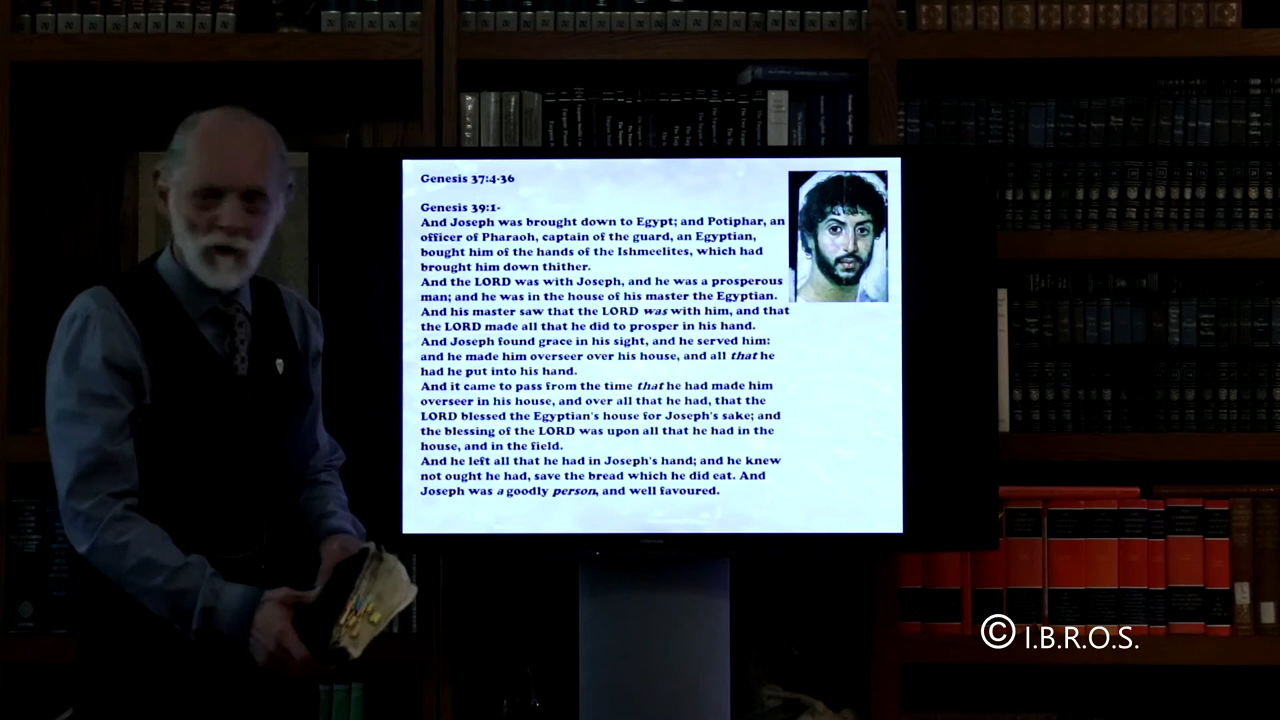 Genesis 37:4-36
Genesis 39:1-
And Joseph was brought down to Egypt; and Potiphar, an
officer of Pharaoh, captain of the guard, an Egyptian,
bought him of the hands of the Ishmeelites, which had
brought him down thither.
And the LORD was with Joseph, and he was a prosperous
man; and he was in the house of his master the Egyptian.
And his master saw that the LORD was with him, and that
the LORD made all that he did to prosper in his hand.
And Joseph found grace in his sight, and he served him:
and he made him overseer over his house, and all that he
had he put into his hand.
And it came to pass from the time that he had made him
overseer in his house, and over all that he had, that the
LORD blessed the Egyptian's house for Joseph's sake; and
the blessing of the LORD was upon all that he had in the
house, and in the field.
And he left all that he had in Joseph's hand; and he knew
not ought he had, save the bread which he did eat. And
Joseph was a goodly person, and well favoured.
© I.B.R.O.S.